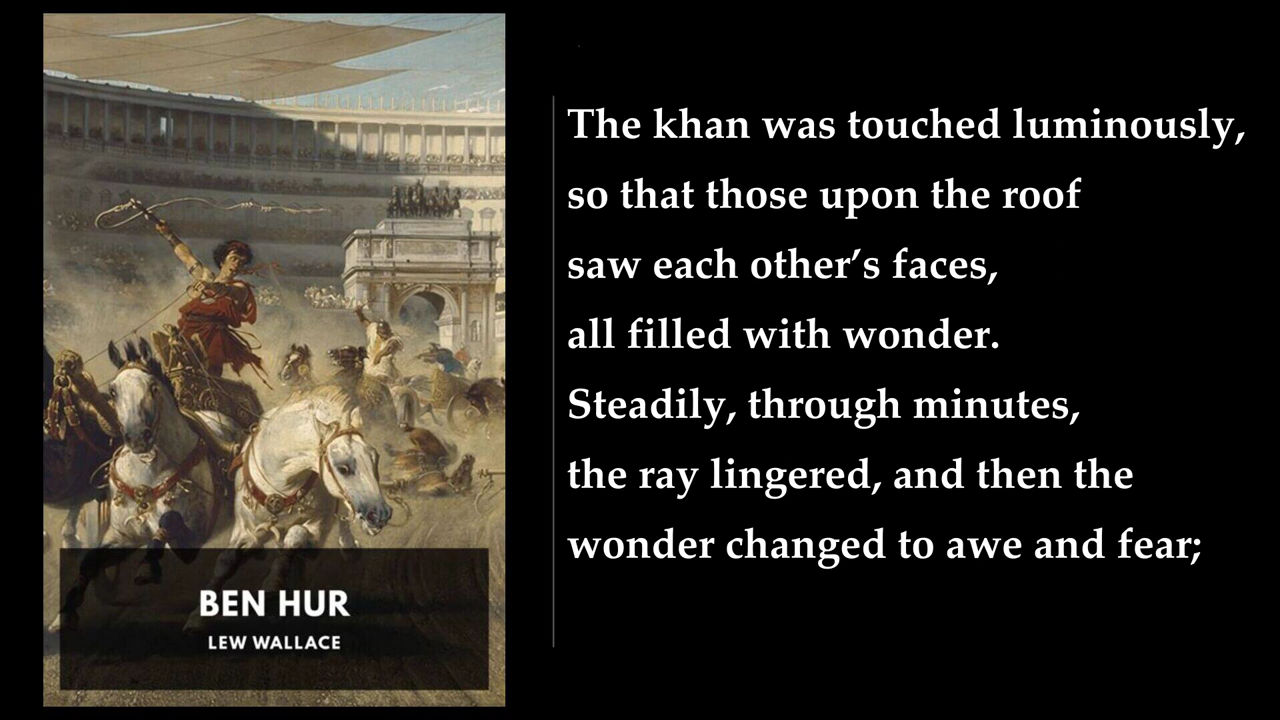 BEN HUR
LEW WALLACE
The khan was touched luminously,
so that those upon the roof
saw each other’s faces,
all filled with wonder.
Steadily, through minutes,
the ray lingered, and then the
wonder changed to awe and fear;